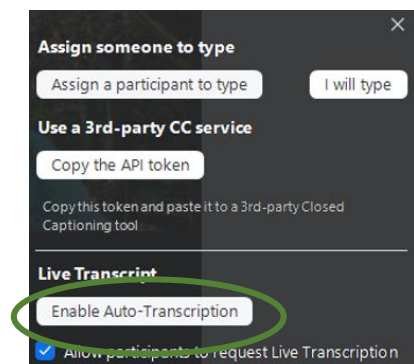 Assign someone to type
Assign a participant to type I will type
Use a 3rd-party CC service
Copy the API token
Copy this token and paste it to a 3rd-party Closed
Captioning tool
Live Transcript
Enable Auto-Transcription
Allow participants to request Live Transcription